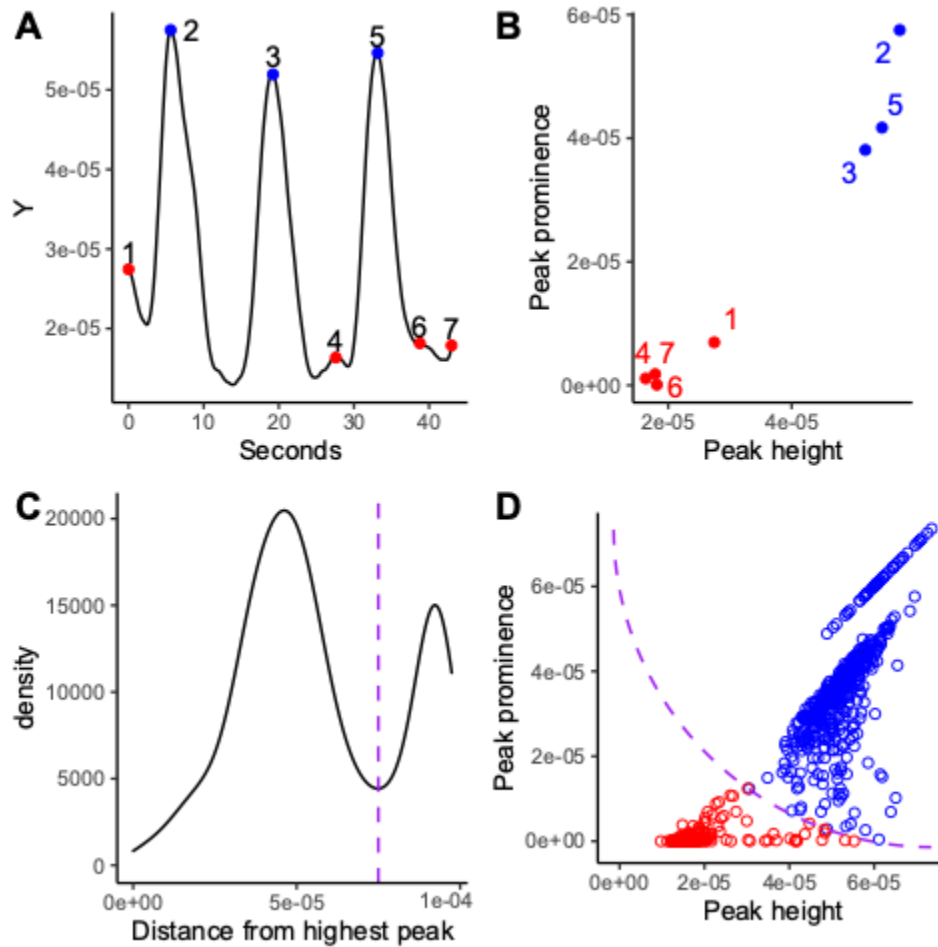 A
Y
5e-05
4e-05
3e-05
2e-05
1
2
3
4
5
6
7
0
10
20
30
40
Seconds
B
Peak prominence
6e-05
4e-05
2e-05
0e+00
2
5
3
1
4 7
6
2e-05
4e-05
Peak height
C
density
20000
15000
10000
5000
0
0e+00
5e-05
1e-04
Distance from highest peak
D
Peak prominence
6e-05
4e-05
2e-05
0e+00
0e+00
2e-05
4e-05
6e-05
Peak height